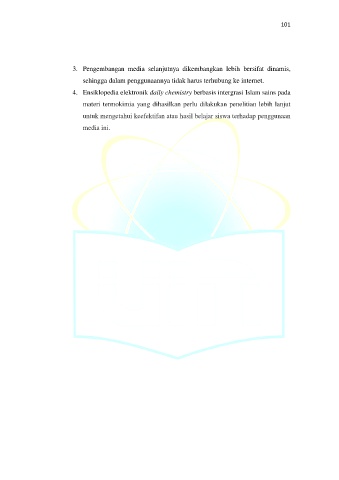 101
3. Pengembangan media selanjutnya dikembangkan lebih bersifat dinamis,
sehingga dalam penggunaannya tidak harus terhubung ke internet.
4. Ensiklopedia elektronik daily chemistry berbasis intergrasi Islam sains pada
materi termokimia yang dihasilkan perlu dilakukan penelitian lebih lanjut
untuk mengetahui keefektifan atau hasil belajar siswa terhadap penggunaan
media ini.